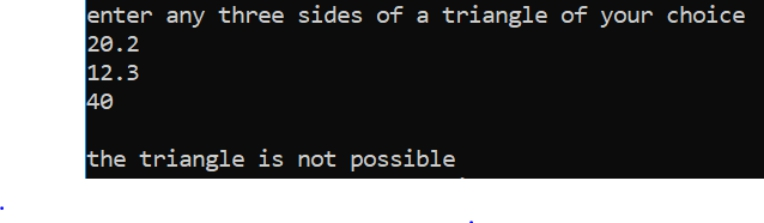 enter any three sides of a triangle of your choice
20.2
12.3
40
the triangle is not possible